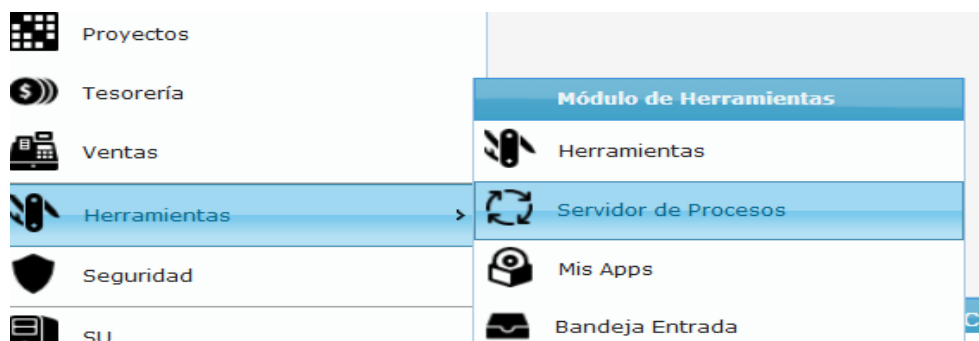 Proyectos
Tesorería
Ventas
Herramientas
Seguridad
SU
Módulo de Herramientas
Herramientas
Servidor de Procesos
Mis Apps
Bandeja Entrada